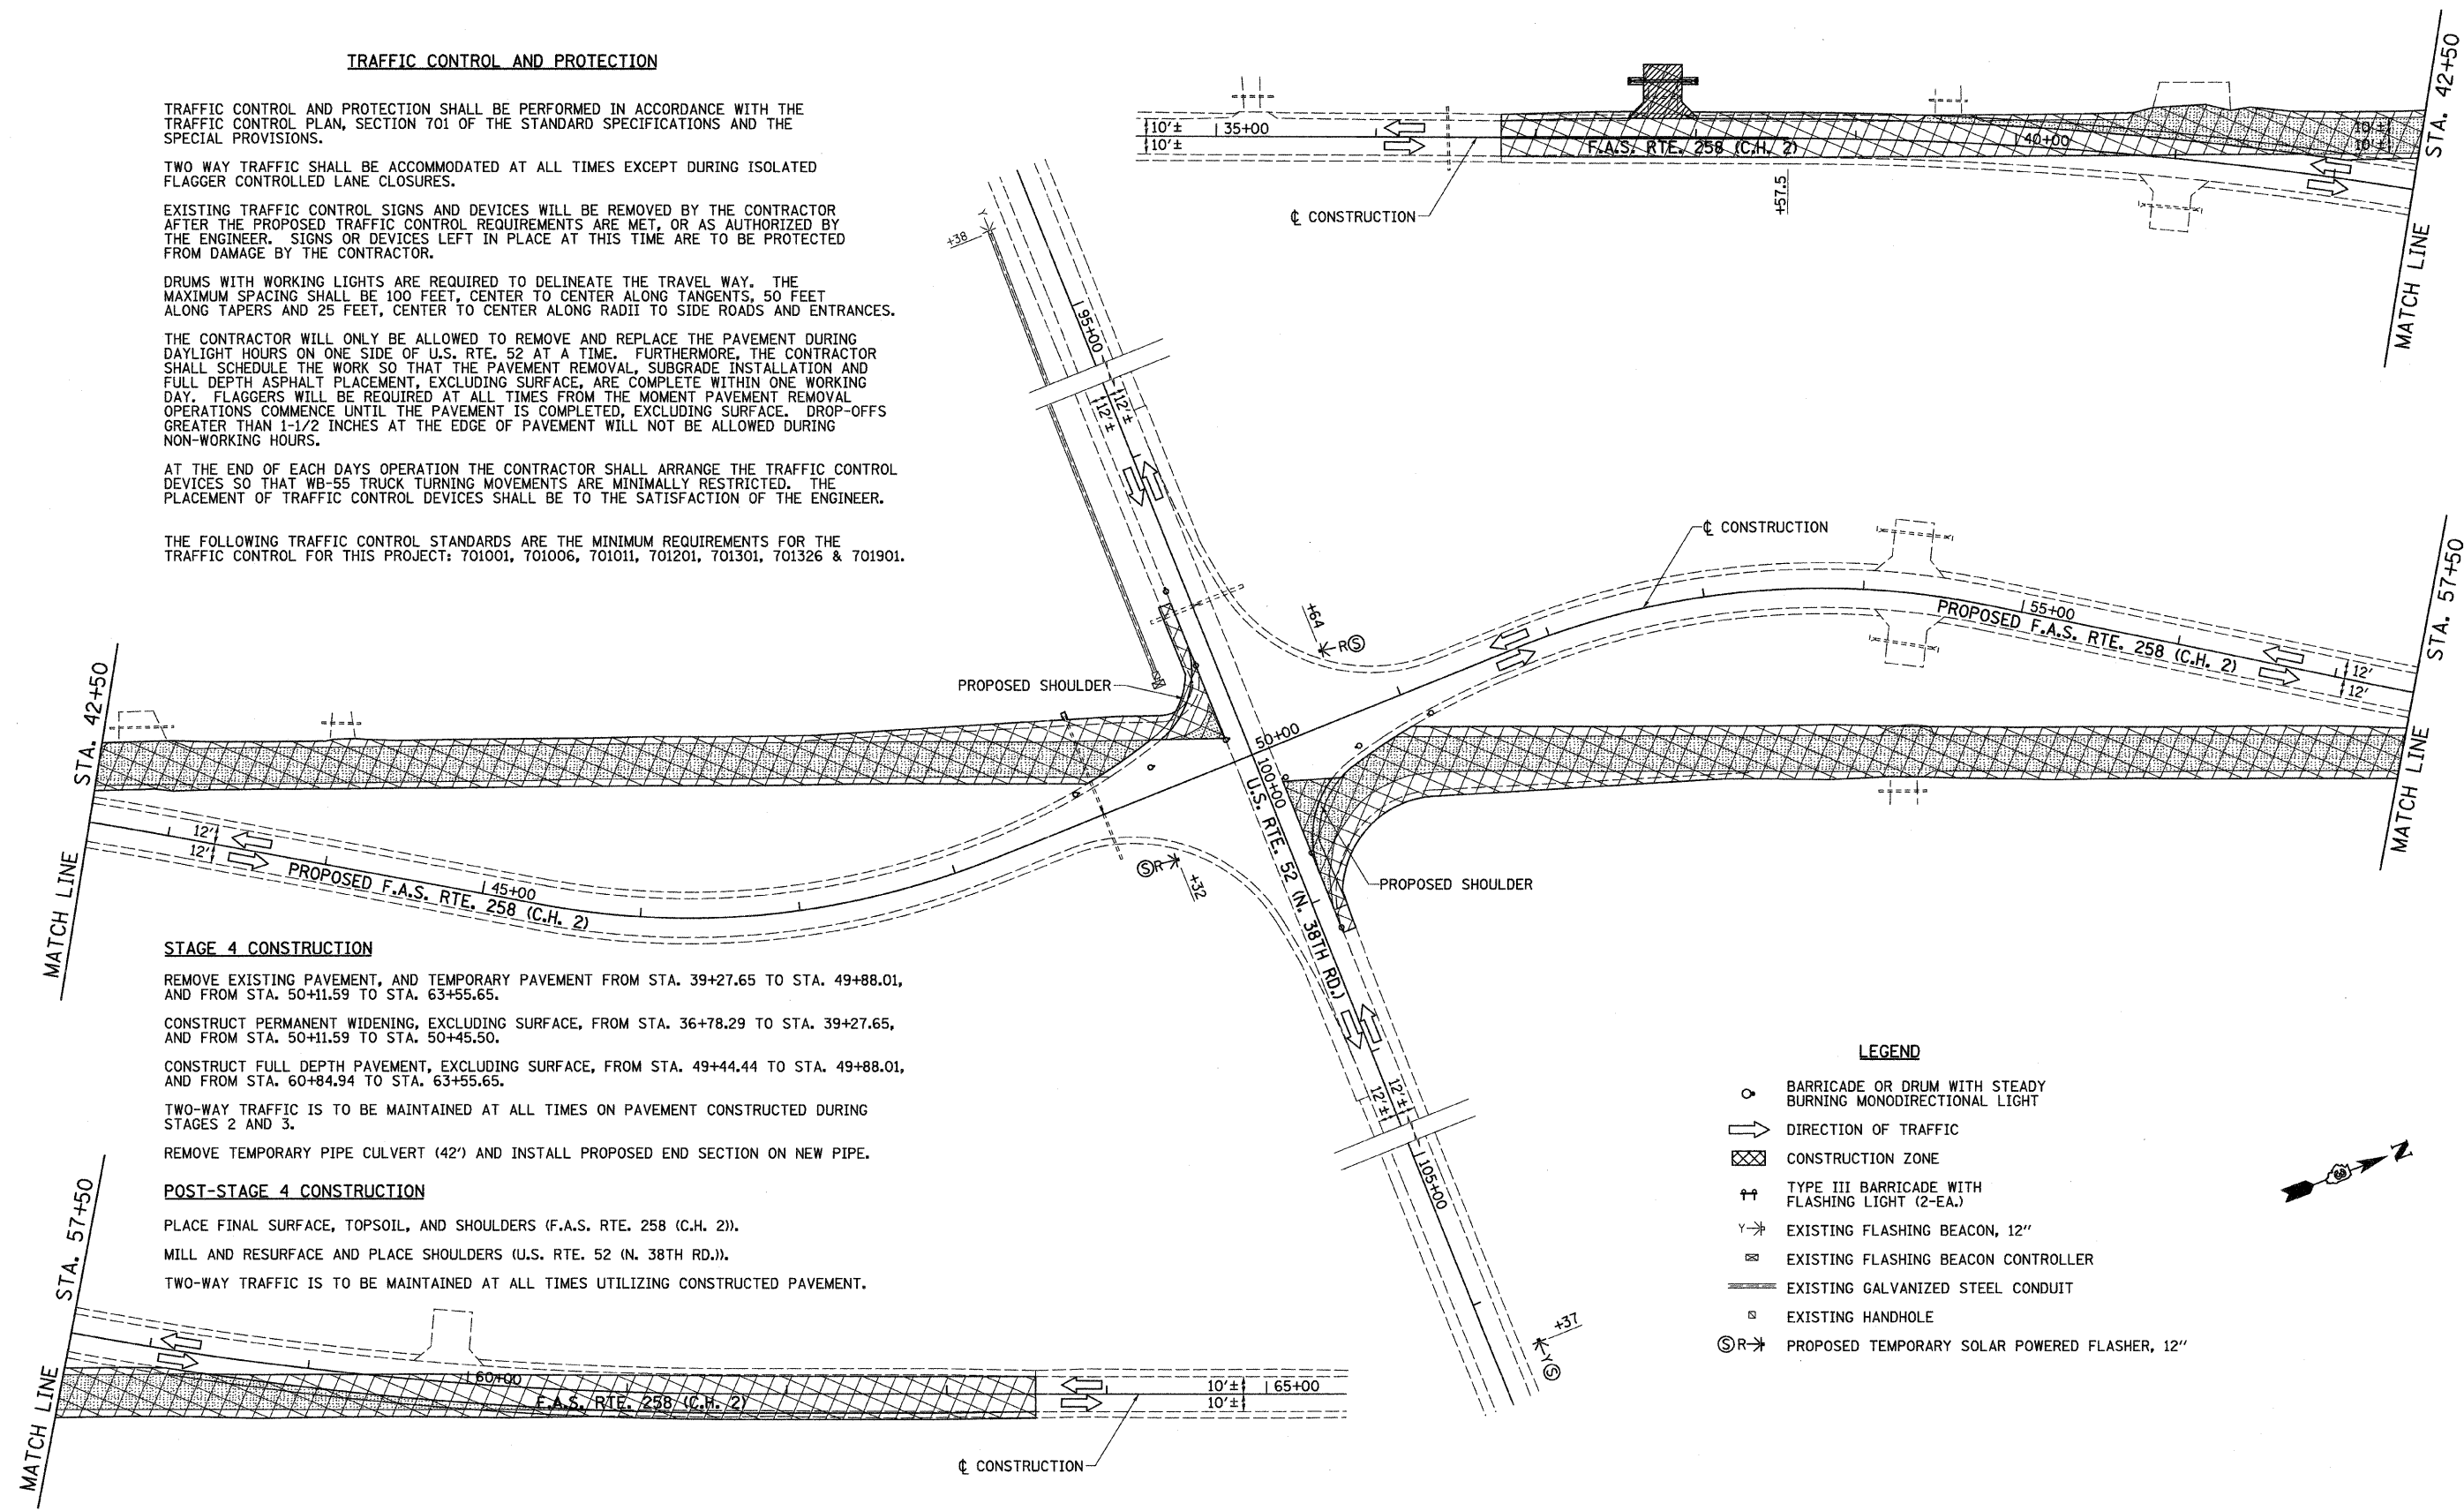 TRAFFIC CONTROL AND PROTECTION
TRAFFIC CONTROL AND PROTECTION SHALL BE PERFORMED IN ACCORDANCE WITH THE
TRAFFIC CONTROL PLAN, SECTION 701 OF THE STANDARD SPECIFICATIONS AND THE
SPECIAL PROVISIONS.
TWO WAY TRAFFIC SHALL BE ACCOMMODATED AT ALL TIMES EXCEPT DURING ISOLATED
FLAGGER CONTROLLED LANE CLOSURES.
EXISTING TRAFFIC CONTROL SIGNS AND DEVICES WILL BE REMOVED BY THE CONTRACTOR
AFTER THE PROPOSED TRAFFIC CONTROL REQUIREMENTS ARE MET, OR AS AUTHORIZED BY
THE ENGINEER. SIGNS OR DEVICES LEFT IN PLACE AT THIS TIME ARE TO BE PROTECTED
FROM DAMAGE BY THE CONTRACTOR.
DRUMS WITH WORKING LIGHTS ARE REQUIRED TO DELINEATE THE TRAVEL WAY. THE
MAXIMUM SPACING SHALL BE 100 FEET, CENTER TO CENTER ALONG TANGENTS, 50 FEET
ALONG TAPERS AND 25 FEET, CENTER TO CENTER ALONG RADII TO SIDE ROADS AND ENTRANCES.
THE CONTRACTOR WILL ONLY BE ALLOWED TO REMOVE AND REPLACE THE PAVEMENT DURING
DAYLIGHT HOURS ON ONE SIDE OF U.S. RTE. 52 AT A TIME. FURTHERMORE, THE CONTRACTOR
SHALL SCHEDULE THE WORK SO THAT THE PAVEMENT REMOVAL, SUBGRADE INSTALLATION AND
FULL DEPTH ASPHALT PLACEMENT, EXCLUDING SURFACE, ARE COMPLETE WITHIN ONE WORKING
DAY. FLAGGERS WILL BE REQUIRED AT ALL TIMES FROM THE MOMENT PAVEMENT REMOVAL
OPERATIONS COMMENCE UNTIL THE PAVEMENT IS COMPLETED, EXCLUDING SURFACE. DROP-OFFS
GREATER THAN 1-1/2 INCHES AT THE EDGE OF PAVEMENT WILL NOT BE ALLOWED DURING
NON-WORKING HOURS.
AT THE END OF EACH DAYS OPERATION THE CONTRACTOR SHALL ARRANGE THE TRAFFIC CONTROL
DEVICES SO THAT WB-55 TRUCK TURNING MOVEMENTS ARE MINIMALLY RESTRICTED. THE
PLACEMENT OF TRAFFIC CONTROL DEVICES SHALL BE TO THE SATISFACTION OF THE ENGINEER.
THE FOLLOWING TRAFFIC CONTROL STANDARDS ARE THE MINIMUM REQUIREMENTS FOR THE
TRAFFIC CONTROL FOR THIS PROJECT: 701001, 701006, 701011, 701201, 701301, 701326 & 701901.
10'±
10'±
35+00
F.A.S. RTE. 258 (C.H. 2)
40+00
10'±
10'±
℄ CONSTRUCTION
+57.5
STA. 42+50
MATCH LINE
Y
+38
95+00
12'±
12'±
℄ CONSTRUCTION
+64
R Ⓢ
55+00
PROPOSED F.A.S. RTE. 258 (C.H. 2)
12'
12'
STA. 57+50
MATCH LINE
PROPOSED SHOULDER
STA. 42+50
MATCH LINE
50+00
100+00
U.S. RTE. 52 (N. 38TH RD.)
12'
12'
45+00
PROPOSED F.A.S. RTE. 258 (C.H. 2)
Ⓢ R
+32
PROPOSED SHOULDER
12'±
12'±
105+00
+37
Y Ⓢ
STAGE 4 CONSTRUCTION
REMOVE EXISTING PAVEMENT, AND TEMPORARY PAVEMENT FROM STA. 39+27.65 TO STA. 49+88.01,
AND FROM STA. 50+11.59 TO STA. 63+55.65.
CONSTRUCT PERMANENT WIDENING, EXCLUDING SURFACE, FROM STA. 36+78.29 TO STA. 39+27.65,
AND FROM STA. 50+11.59 TO STA. 50+45.50.
CONSTRUCT FULL DEPTH PAVEMENT, EXCLUDING SURFACE, FROM STA. 49+44.44 TO STA. 49+88.01,
AND FROM STA. 60+84.94 TO STA. 63+55.65.
TWO-WAY TRAFFIC IS TO BE MAINTAINED AT ALL TIMES ON PAVEMENT CONSTRUCTED DURING
STAGES 2 AND 3.
REMOVE TEMPORARY PIPE CULVERT (42') AND INSTALL PROPOSED END SECTION ON NEW PIPE.
POST-STAGE 4 CONSTRUCTION
PLACE FINAL SURFACE, TOPSOIL, AND SHOULDERS (F.A.S. RTE. 258 (C.H. 2)).
MILL AND RESURFACE AND PLACE SHOULDERS (U.S. RTE. 52 (N. 38TH RD.)).
TWO-WAY TRAFFIC IS TO BE MAINTAINED AT ALL TIMES UTILIZING CONSTRUCTED PAVEMENT.
STA. 57+50
MATCH LINE
60+00
F.A.S. RTE. 258 (C.H. 2)
10'±
10'±
65+00
℄ CONSTRUCTION
LEGEND
BARRICADE OR DRUM WITH STEADY
BURNING MONODIRECTIONAL LIGHT
DIRECTION OF TRAFFIC
CONSTRUCTION ZONE
TYPE III BARRICADE WITH
FLASHING LIGHT (2-EA.)
Y EXISTING FLASHING BEACON, 12"
EXISTING FLASHING BEACON CONTROLLER
EXISTING GALVANIZED STEEL CONDUIT
EXISTING HANDHOLE
Ⓢ R PROPOSED TEMPORARY SOLAR POWERED FLASHER, 12"
N